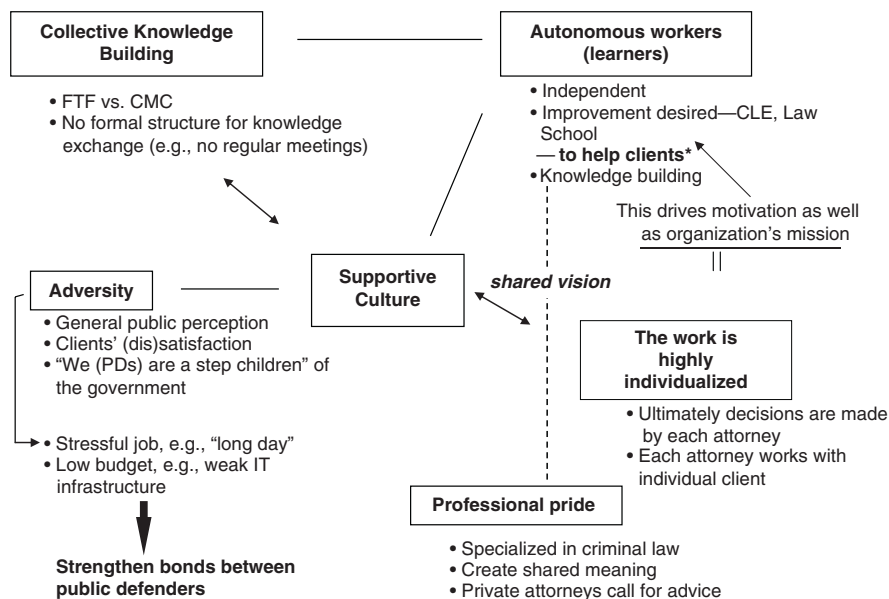 Collective Knowledge
Building
• FTF vs. CMC
• No formal structure for knowledge
exchange (e.g., no regular meetings)
Autonomous workers
(learners)
• Independent
• Improvement desired—CLE, Law
School
— to help clients*
• Knowledge building
This drives motivation as well
as organization's mission
Supportive
Culture
shared vision
Adversity
• General public perception
• Clients' (dis)satisfaction
• “We (PDs) are a step children” of
the government
• Stressful job, e.g., “long day”
• Low budget, e.g., weak IT
infrastructure
Strengthen bonds between
public defenders
The work is
highly
individualized
• Ultimately decisions are made
by each attorney
• Each attorney works with
individual client
Professional pride
• Specialized in criminal law
• Create shared meaning
• Private attorneys call for advice